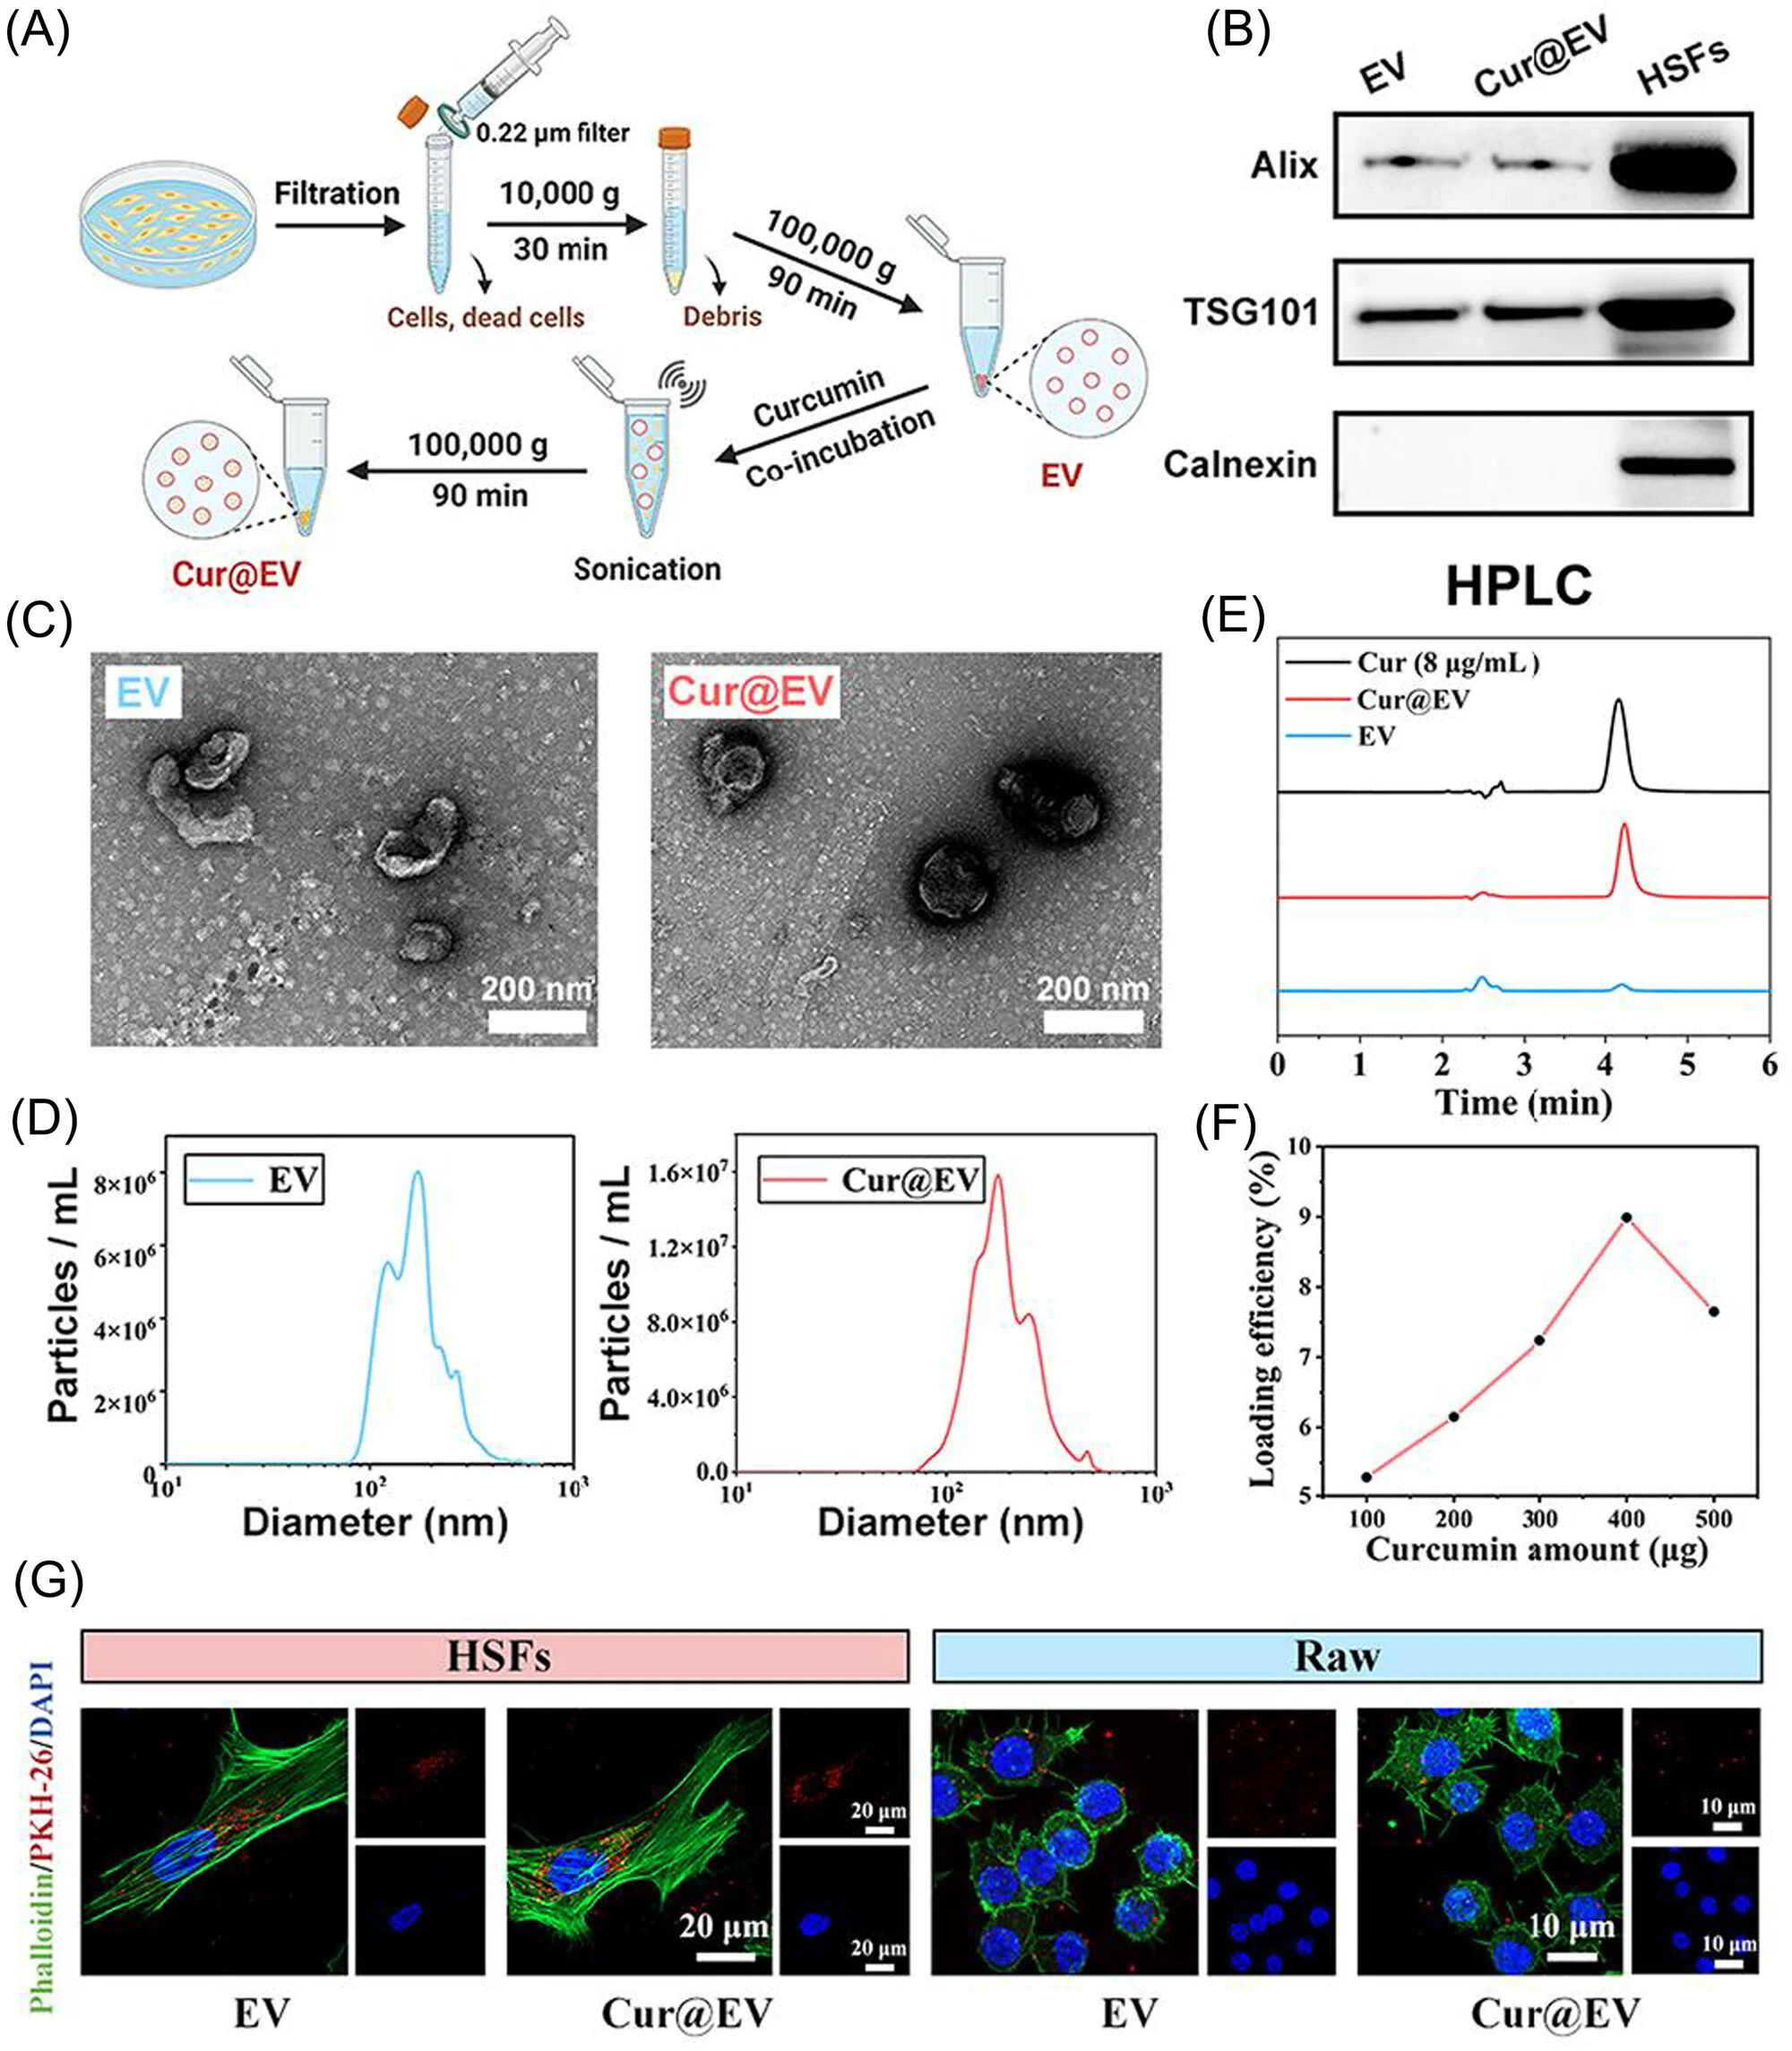 (A)
0.22 µm filter
Filtration
10,000 g
30 min
100,000 g
90 min
Cells, dead cells
Debris
Curcumin
Co-incubation
EV
100,000 g
90 min
Sonication
Cur@EV
(B)
EV
Cur@EV
HSFs
Alix
TSG101
Calnexin
(C)
EV
200 nm
Cur@EV
200 nm
(D)
Particles / mL
8×10⁶
6×10⁶
4×10⁶
2×10⁶
0
EV
10¹
10²
10³
Diameter (nm)
Particles / mL
1.6×10⁷
1.2×10⁷
8.0×10⁶
4.0×10⁶
0.0
Cur@EV
10¹
10²
10³
Diameter (nm)
HPLC
(E)
Cur (8 µg/mL )
Cur@EV
EV
0 1 2 3 4 5 6
Time (min)
(F)
Loading efficiency (%)
10
9
8
7
6
5
100 200 300 400 500
Curcumin amount (µg)
(G)
Phalloidin/PKH-26/DAPI
HSFs
Raw
20 µm
20 µm
20 µm
10 µm
10 µm
10 µm
EV
Cur@EV
EV
Cur@EV